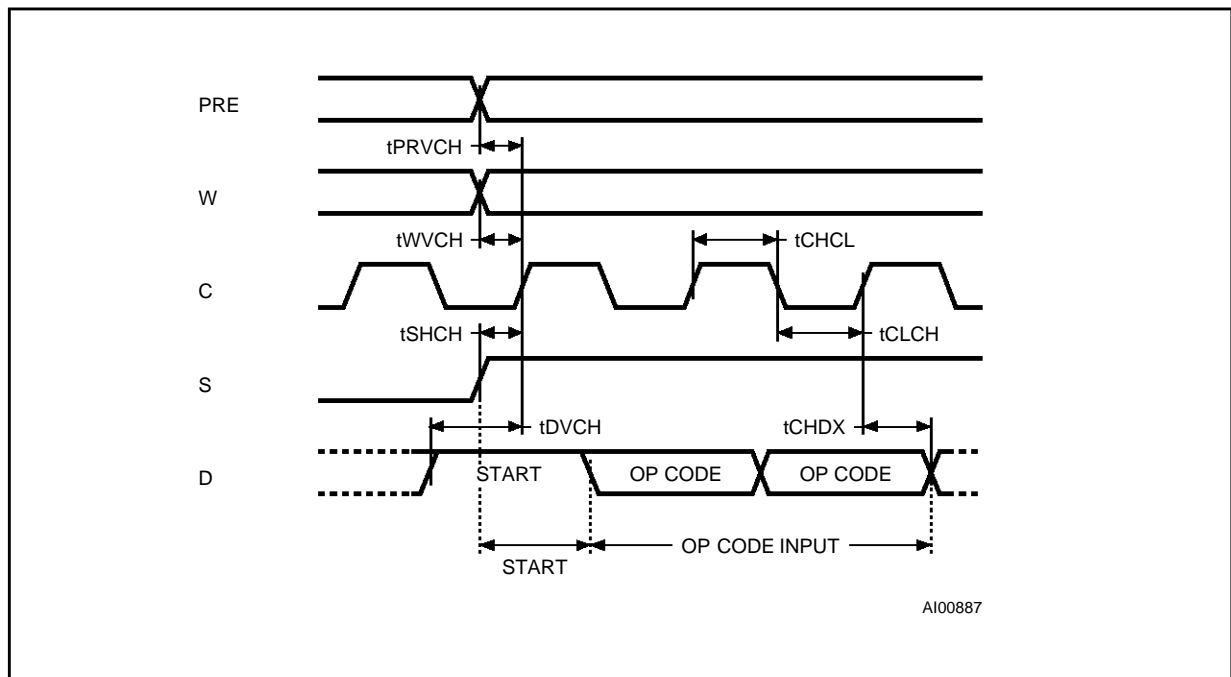 PRE
tPRVCH
W
tWVCH
tCHCL
C
tSHCH
tCLCH
S
tDVCH
tCHDX
D
START
OP CODE
OP CODE
OP CODE INPUT
START
AI00887